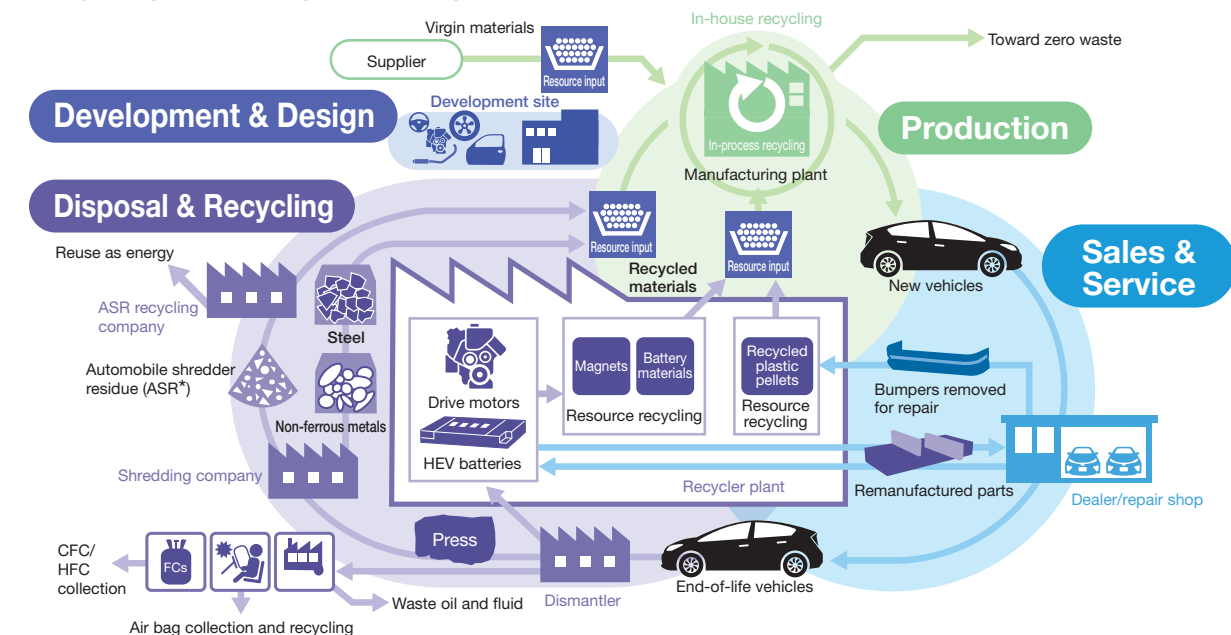 In-house recycling
Virgin materials
Toward zero waste
Supplier
Resource input
Development & Design
Development site
Production
In-process recycling
Manufacturing plant
Disposal & Recycling
Resource input
Resource input
Sales &
Service
Reuse as energy
Recycled
materials
New vehicles
ASR recycling
company
Steel
Magnets
Battery
materials
Recycled
plastic
pellets
Automobile shredder
residue (ASR*)
Drive motors
Resource recycling
Resource
recycling
Bumpers removed
for repair
Non-ferrous metals
HEV batteries
Shredding company
Recycler plant
Remanufactured parts
Dealer/repair shop
Press
CFC/
HFC
collection
FCs
End-of-life vehicles
Waste oil and fluid
Dismantler
Air bag collection and recycling